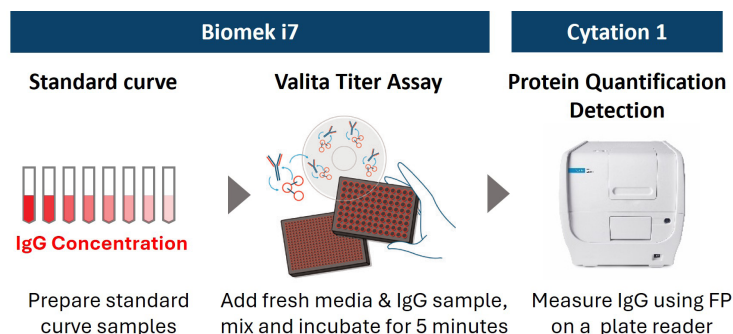 Biomek i7
Cytation 1
Standard curve
Valita Titer Assay
Protein Quantification
Detection
IgG Concentration
Prepare standard
curve samples
Add fresh media & IgG sample,
mix and incubate for 5 minutes
Measure IgG using FP
on a plate reader